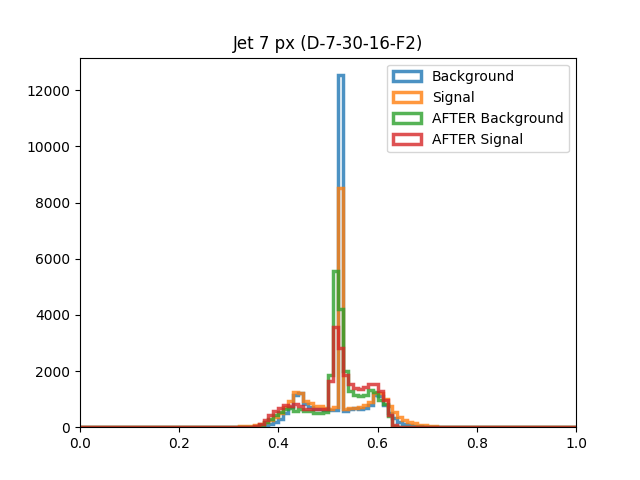 Jet 7 px (D-7-30-16-F2)
Background
Signal
AFTER Background
AFTER Signal
12000
10000
8000
6000
4000
2000
0
0.0 0.2 0.4 0.6 0.8 1.0